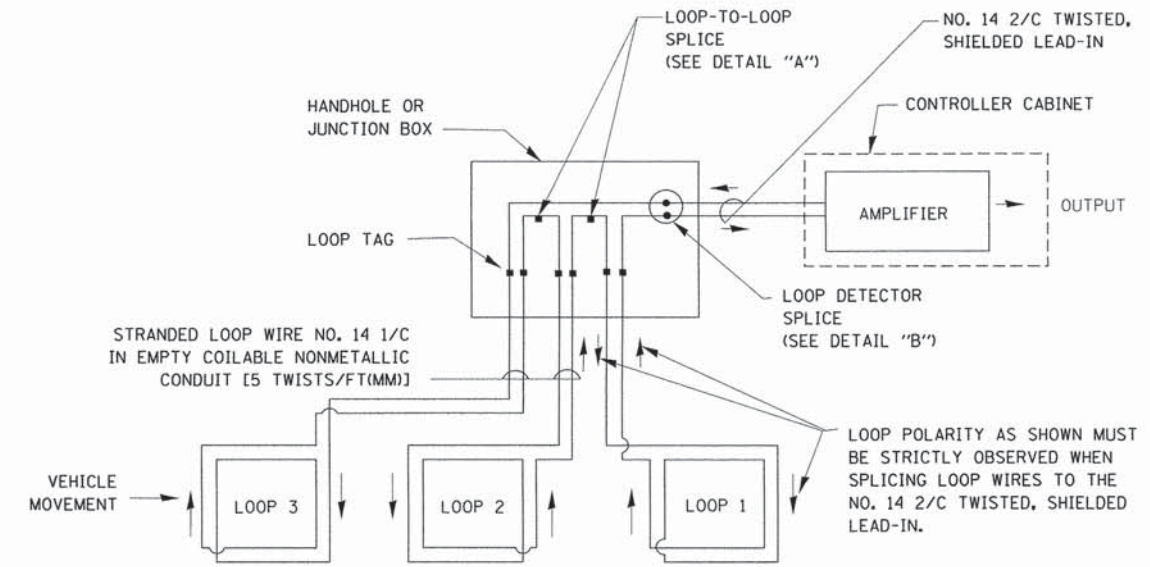 LOOP-TO-LOOP
SPLICE
(SEE DETAIL "A")
NO. 14 2/C TWISTED,
SHIELDED LEAD-IN
HANDHOLE OR
JUNCTION BOX
CONTROLLER CABINET
AMPLIFIER
OUTPUT
LOOP TAG
LOOP DETECTOR
SPLICE
(SEE DETAIL "B")
STRANDED LOOP WIRE NO. 14 1/C
IN EMPTY COILABLE NONMETALLIC
CONDUIT [5 TWISTS/FT(MM)]
LOOP POLARITY AS SHOWN MUST
BE STRICTLY OBSERVED WHEN
SPLICING LOOP WIRES TO THE
NO. 14 2/C TWISTED, SHIELDED
LEAD-IN.
VEHICLE
MOVEMENT
LOOP 3
LOOP 2
LOOP 1